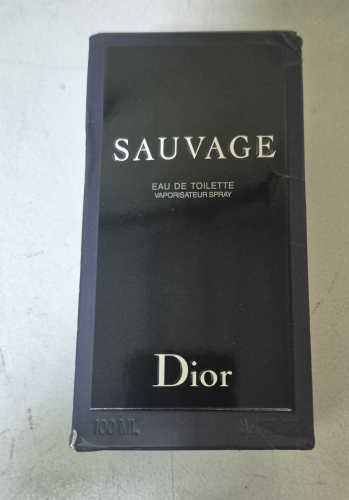 SAUVAGE
EAU DE TOILETTE
VAPORISATEUR SPRAY
Dior
100 ML